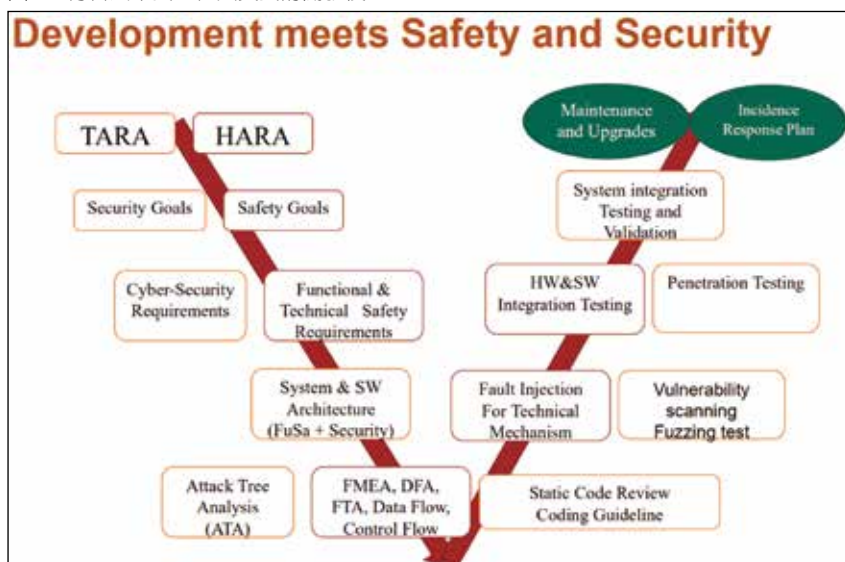 Development meets Safety and Security
TARA
HARA
Maintenance
and Upgrades
Incidence
Response Plan
Security Goals
Safety Goals
System integration
Testing and
Validation
Cyber-Security
Requirements
Functional &
Technical Safety
Requirements
HW&SW
Integration Testing
Penetration Testing
System & SW
Architecture
(FuSa + Security)
Fault Injection
For Technical
Mechanism
Vulnerability
scanning
Fuzzing test
Attack Tree
Analysis
(ATA)
FMEA, DFA,
FTA, Data Flow,
Control Flow
Static Code Review
Coding Guideline